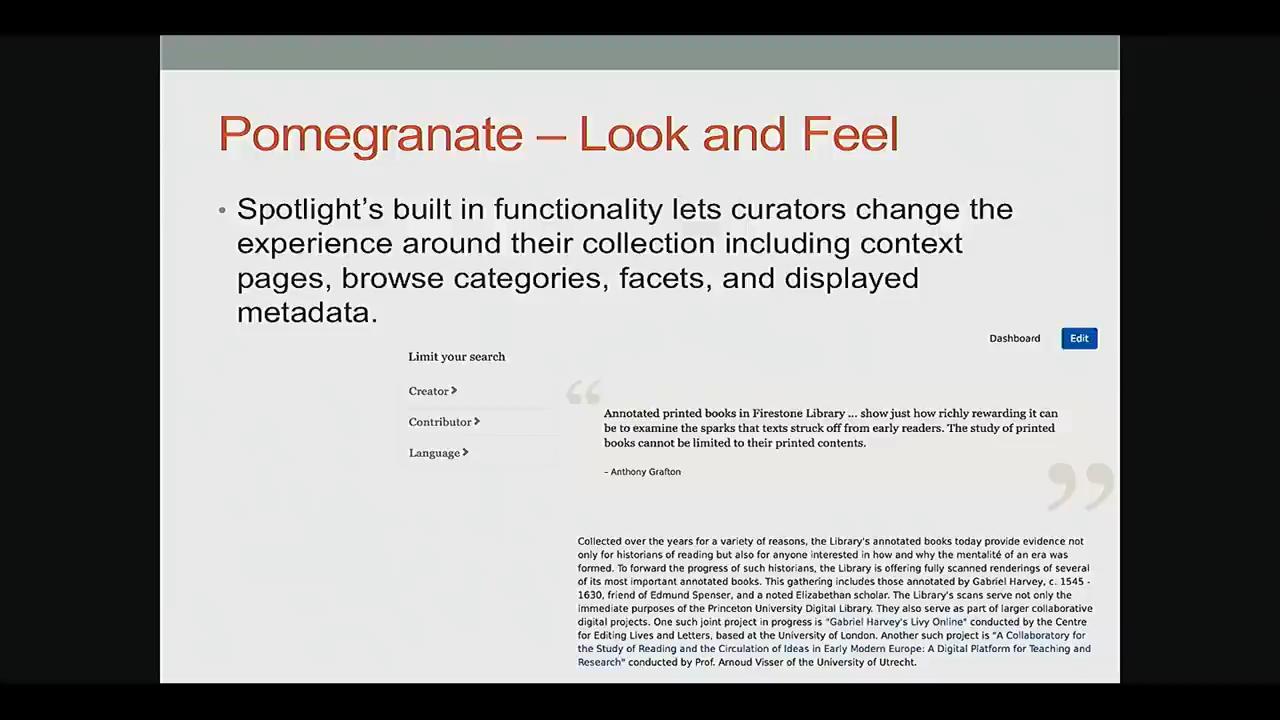 Pomegranate – Look and Feel
• Spotlight's built in functionality lets curators change the
experience around their collection including context
pages, browse categories, facets, and displayed
metadata.
Dashboard Edit
Limit your search
Creator >
Contributor >
Language >
“
Annotated printed books in Firestone Library ... show just how richly rewarding it can
be to examine the sparks that texts struck off from early readers. The study of printed
books cannot be limited to their printed contents.
– Anthony Grafton
”
Collected over the years for a variety of reasons, the Library's annotated books today provide evidence not
only for historians of reading but also for anyone interested in how and why the mentalité of an era was
formed. To forward the progress of such historians, the Library is offering fully scanned renderings of several
of its most important annotated books. This gathering includes those annotated by Gabriel Harvey, c. 1545 -
1630, friend of Edmund Spenser, and a noted Elizabethan scholar. The Library's scans serve not only the
immediate purposes of the Princeton University Digital Library. They also serve as part of larger collaborative
digital projects. One such joint project in progress is "Gabriel Harvey's Livy Online" conducted by the Centre
for Editing Lives and Letters, based at the University of London. Another such project is "A Collaboratory for
the Study of Reading and the Circulation of Ideas in Early Modern Europe: A Digital Platform for Teaching and
Research" conducted by Prof. Arnoud Visser of the University of Utrecht.